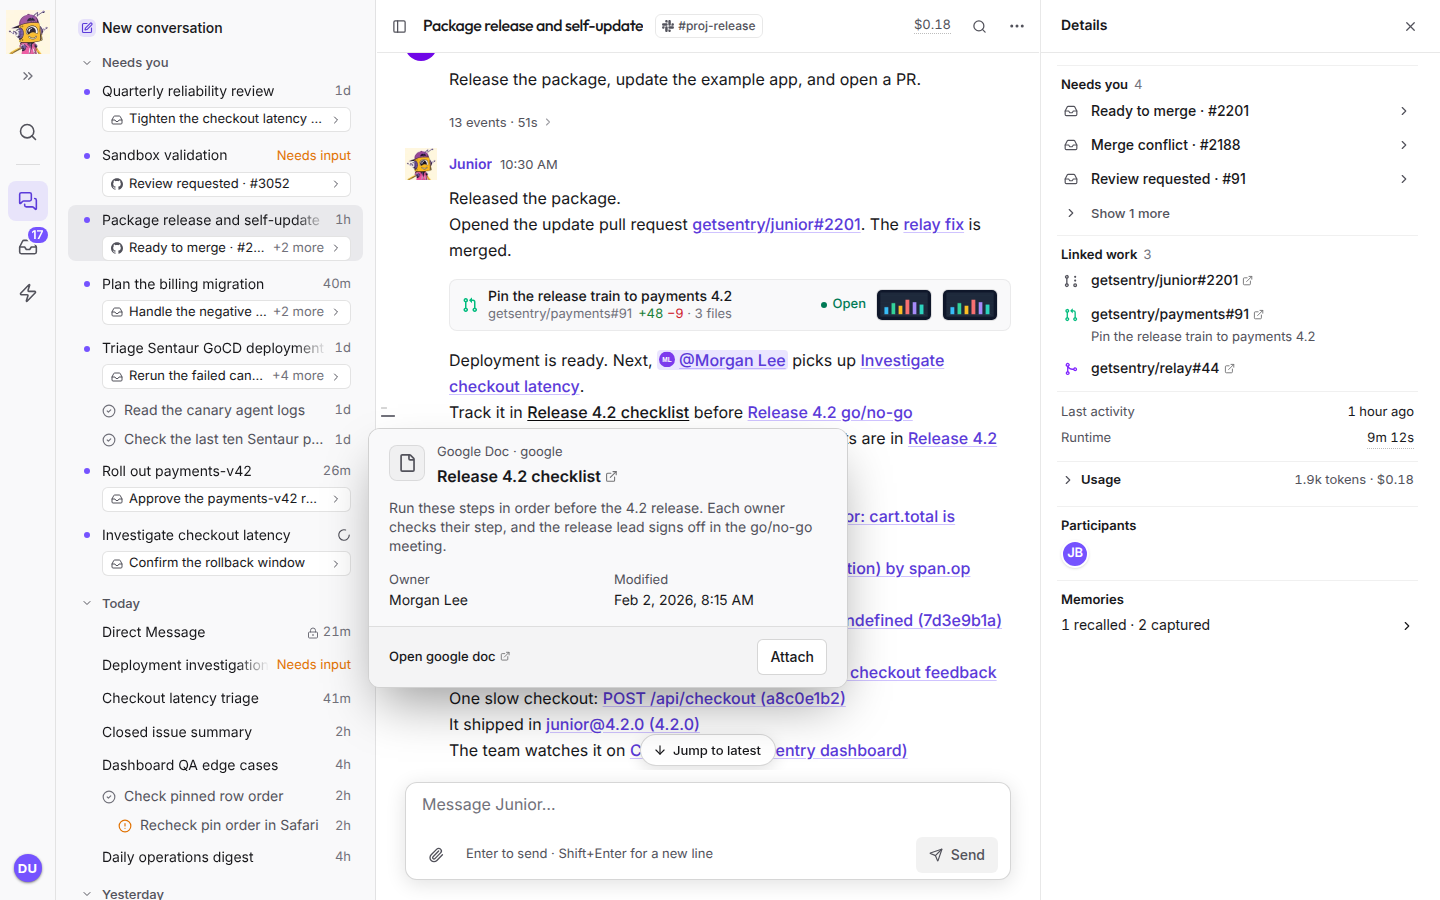 New conversation
Needs you
Quarterly reliability review 1d
Tighten the checkout latency ...
Sandbox validation Needs input
Review requested · #3052
Package release and self-update 1h
Ready to merge · #2... +2 more
Plan the billing migration 40m
Handle the negative ... +2 more
Triage Sentaur GoCD deployment 1d
Rerun the failed can... +4 more
Read the canary agent logs 1d
Check the last ten Sentaur p... 1d
Roll out payments-v42 26m
Approve the payments-v42 r...
Investigate checkout latency
Confirm the rollback window
Today
Direct Message 21m
Deployment investigation Needs input
Checkout latency triage 41m
Closed issue summary 2h
Dashboard QA edge cases 4h
Check pinned row order 2h
Recheck pin order in Safari 2h
Daily operations digest 4h
Yesterday
17
DU
Package release and self-update #proj-release $0.18
Release the package, update the example app, and open a PR.
13 events · 51s
Junior 10:30 AM
Released the package.
Opened the update pull request getsentry/junior#2201. The relay fix is
merged.
Pin the release train to payments 4.2
getsentry/payments#91 +48 −9 · 3 files
Open
Deployment is ready. Next, ML @Morgan Lee picks up Investigate
checkout latency.
Track it in Release 4.2 checklist before Release 4.2 go/no-go
ts are in Release 4.2
Google Doc · google
Release 4.2 checklist
Run these steps in order before the 4.2 release. Each owner
checks their step, and the release lead signs off in the go/no-go
meeting.
Owner Modified
Morgan Lee Feb 2, 2026, 8:15 AM
Open google doc Attach
or: cart.total is
tion) by span.op
ndefined (7d3e9b1a)
checkout feedback
One slow checkout: POST /api/checkout (a8c0e1b2)
It shipped in junior@4.2.0 (4.2.0)
The team watches it on C entry dashboard)
Jump to latest
Message Junior...
Enter to send · Shift+Enter for a new line
Send
Details
Needs you 4
Ready to merge · #2201
Merge conflict · #2188
Review requested · #91
Show 1 more
Linked work 3
getsentry/junior#2201
getsentry/payments#91
Pin the release train to payments 4.2
getsentry/relay#44
Last activity 1 hour ago
Runtime 9m 12s
Usage 1.9k tokens · $0.18
Participants
JB
Memories
1 recalled · 2 captured